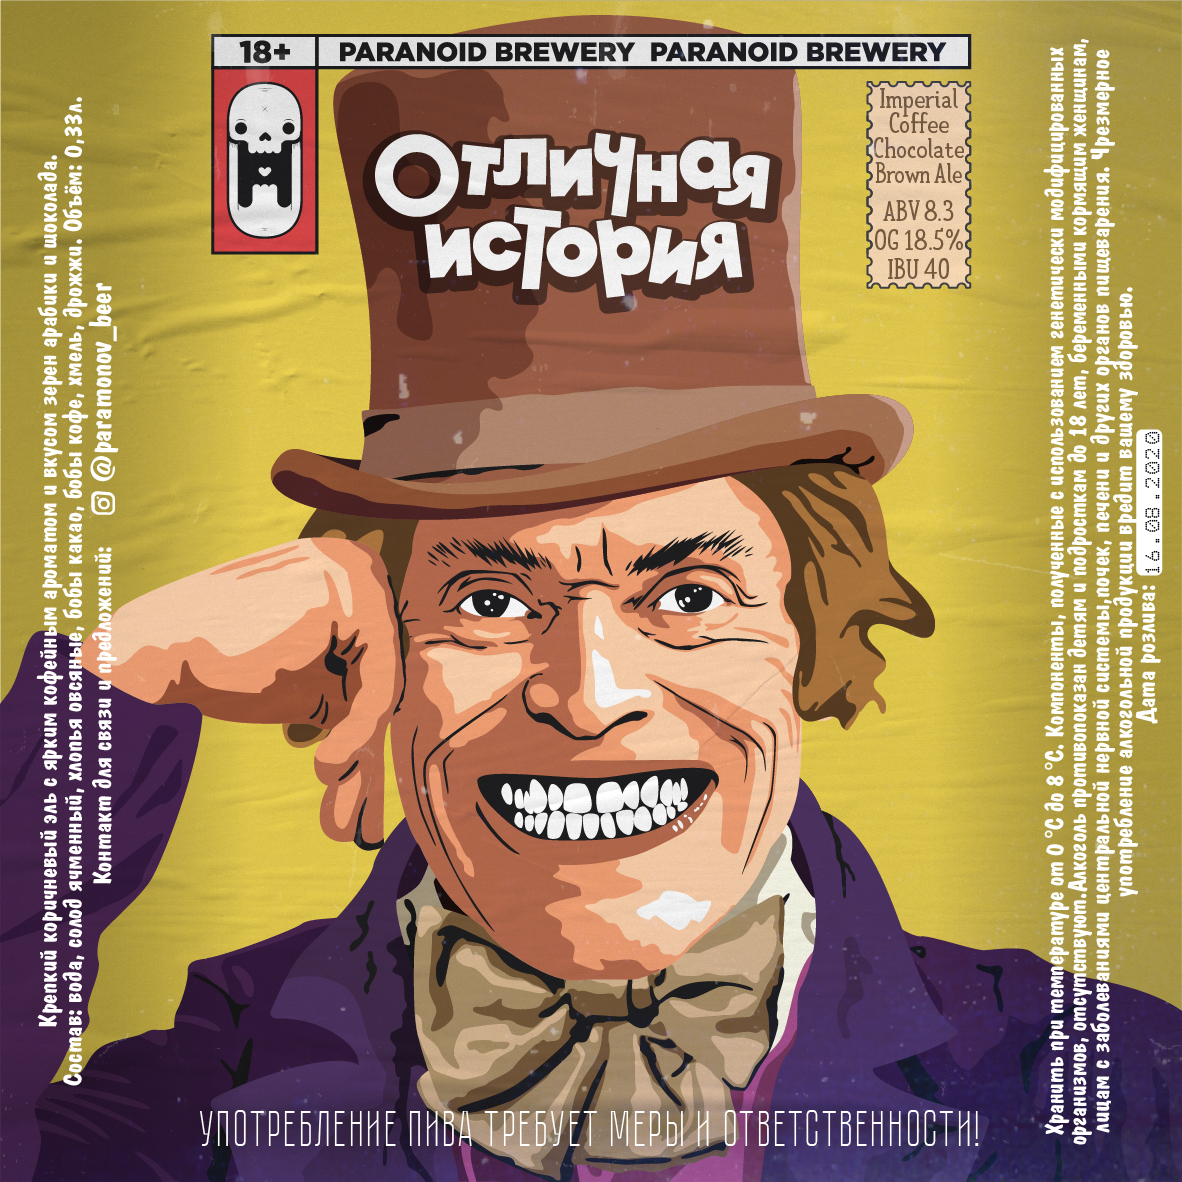 18+
PARANOID BREWERY PARANOID BREWERY
Imperial
Coffee
Chocolate
Brown Ale
ABV 8.3
OG 18.5%
IBU 40
Отличная
история
Крепкий коричневый эль с ярким кофейным ароматом и вкусом зерен арабики и шоколада.
Состав: вода, солод ячменный, хлопья овсяные, бобы какао, бобы кофе, хмель, дрожжи. Объём: 0,33л.
Контакт для связи и предложений: @paramonov_beer
Хранить при температуре от 0 °С до 8 °С. Компоненты, полученные с использованием генетически модифицированных
организмов, отсутствуют. Алкоголь противопоказан детям и подросткам до 18 лет, беременным и кормящим женщинам,
лицам с заболеваниями центральной нервной системы,почек, печени и других органов пищеварения. Чрезмерное
употребление алкогольной продукции вредит вашему здоровью.
Дата розлива: 16.08.2020
УПОТРЕБЛЕНИЕ ПИВА ТРЕБУЕТ МЕРЫ И ОТВЕТСТВЕННОСТИ!